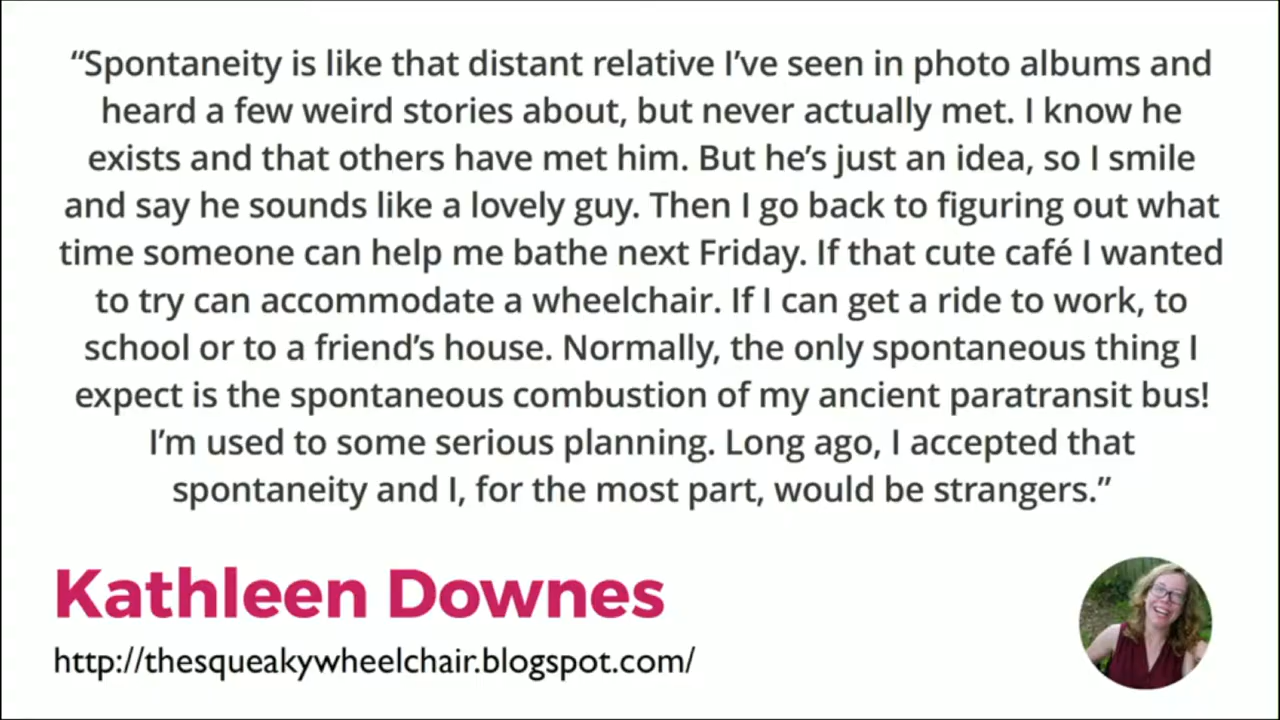 “Spontaneity is like that distant relative I’ve seen in photo albums and
heard a few weird stories about, but never actually met. I know he
exists and that others have met him. But he’s just an idea, so I smile
and say he sounds like a lovely guy. Then I go back to figuring out what
time someone can help me bathe next Friday. If that cute café I wanted
to try can accommodate a wheelchair. If I can get a ride to work, to
school or to a friend’s house. Normally, the only spontaneous thing I
expect is the spontaneous combustion of my ancient paratransit bus!
I’m used to some serious planning. Long ago, I accepted that
spontaneity and I, for the most part, would be strangers.”
Kathleen Downes
http://thesqueakywheelchair.blogspot.com/